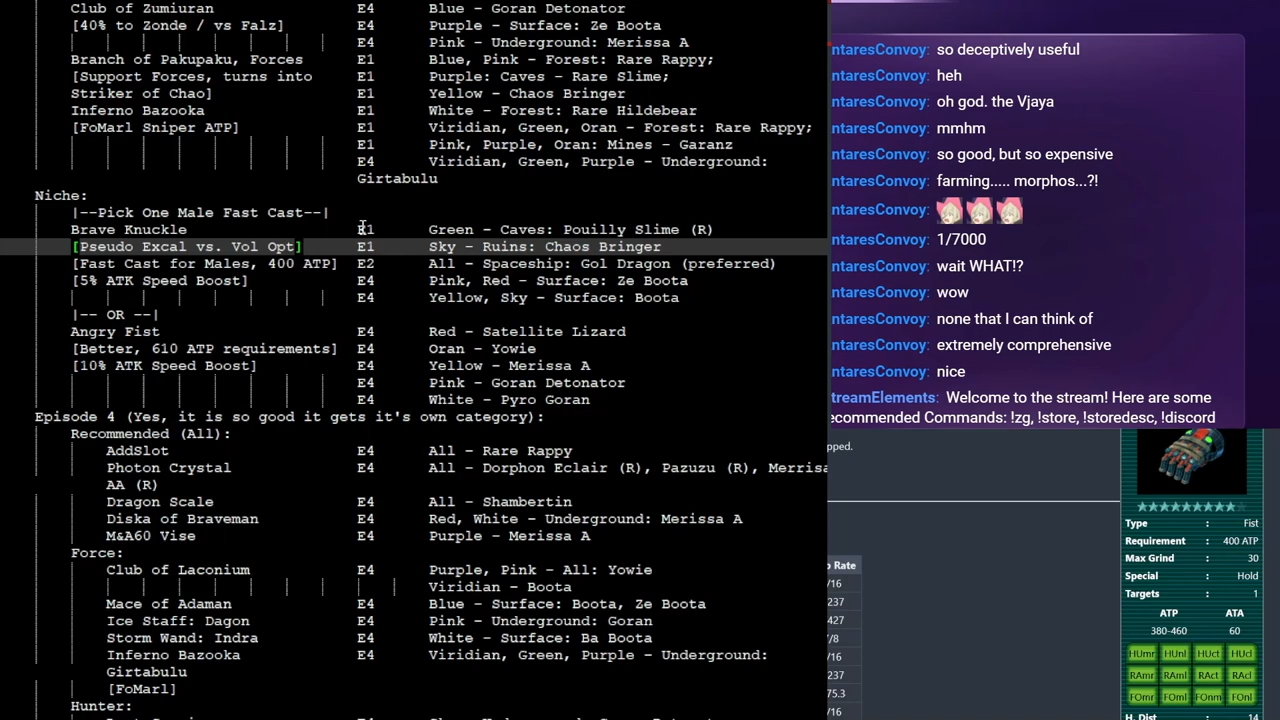 Club of Zumiuran E4 Blue - Goran Detonator
[40% to Zonde / vs Falz] E4 Purple - Surface: Ze Boota
E4 Pink - Underground: Merissa A
Branch of Pakupaku, Forces E1 Blue, Pink - Forest: Rare Rappy;
[Support Forces, turns into E1 Purple: Caves - Rare Slime;
Striker of Chao] E1 Yellow - Chaos Bringer
Inferno Bazooka E1 White - Forest: Rare Hildebear
[FoMarl Sniper ATP] E1 Viridian, Green, Oran - Forest: Rare Rappy;
E1 Pink, Purple, Oran: Mines - Garanz
E4 Viridian, Green, Purple - Underground:
Girtabulu
Niche:
|--Pick One Male Fast Cast--|
Brave Knuckle E1 Green - Caves: Pouilly Slime (R)
[Pseudo Excal vs. Vol Opt] E1 Sky - Ruins: Chaos Bringer
[Fast Cast for Males, 400 ATP] E2 All - Spaceship: Gol Dragon (preferred)
[5% ATK Speed Boost] E4 Pink, Red - Surface: Ze Boota
E4 Yellow, Sky - Surface: Boota
|-- OR --|
Angry Fist E4 Red - Satellite Lizard
[Better, 610 ATP requirements] E4 Oran - Yowie
[10% ATK Speed Boost] E4 Yellow - Merissa A
E4 Pink - Goran Detonator
E4 White - Pyro Goran
Episode 4 (Yes, it is so good it gets it's own category):
Recommended (All):
AddSlot E4 All - Rare Rappy
Photon Crystal E4 All - Dorphon Eclair (R), Pazuzu (R), Merrisa
AA (R)
Dragon Scale E4 All - Shambertin
Diska of Braveman E4 Red, White - Underground: Merissa A
M&A60 Vise E4 Purple - Merissa A
Force:
Club of Laconium E4 Purple, Pink - All: Yowie
Viridian - Boota
Mace of Adaman E4 Blue - Surface: Boota, Ze Boota
Ice Staff: Dagon E4 Pink - Underground: Goran
Storm Wand: Indra E4 White - Surface: Ba Boota
Inferno Bazooka E4 Viridian, Green, Purple - Underground:
Girtabulu
[FoMarl]
Hunter:
ntaresConvoy: so deceptively useful
ntaresConvoy: heh
ntaresConvoy: oh god. the Vjaya
ntaresConvoy: mmhm
ntaresConvoy: so good, but so expensive
ntaresConvoy: farming..... morphos...?!
ntaresConvoy:
ntaresConvoy: 1/7000
ntaresConvoy: wait WHAT!?
ntaresConvoy: wow
ntaresConvoy: none that I can think of
ntaresConvoy: extremely comprehensive
ntaresConvoy: nice
treamElements: Welcome to the stream! Here are some
ecommended Commands: !zg, !store, !storedesc, !discord
pped.
p Rate
/16
237
427
/8
/16
237
75.3
/16
Type : Fist
Requirement : 400 ATP
Max Grind : 30
Special : Hold
Targets : 1
ATP ATA
380-460 60
HUmr HUnl HUct HUcl
RAmr RAml RAct RAcl
FOmr FOml FOnm FOnl
H. Dist : 14